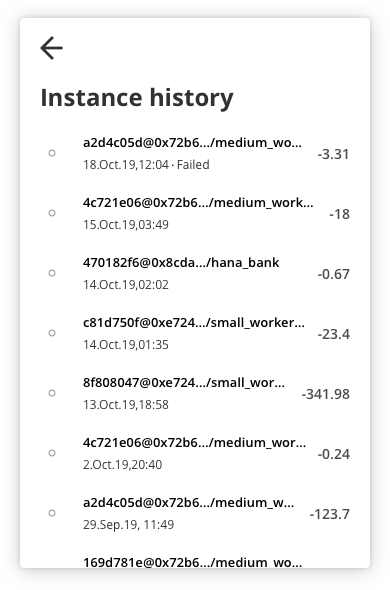 Instance history
a2d4c05d@0x72b6.../medium_wo...
-3.31
18.Oct.19,12:04 · Failed
4c721e06@0x72b6.../medium_work...
-18
15.Oct.19,03:49
470182f6@0x8cda.../hana_bank
-0.67
14.Oct.19,02:02
c81d750f@0xe724.../small_worker...
-23.4
14.Oct.19,01:35
8f808047@0xe724.../small_wor...
-341.98
13.Oct.19,18:58
4c721e06@0x72b6.../medium_wor...
-0.24
2.Oct.19,20:40
a2d4c05d@0x72b6.../medium_w...
-123.7
29.Sep.19, 11:49
169d781e@0x72b6.../medium_wo...